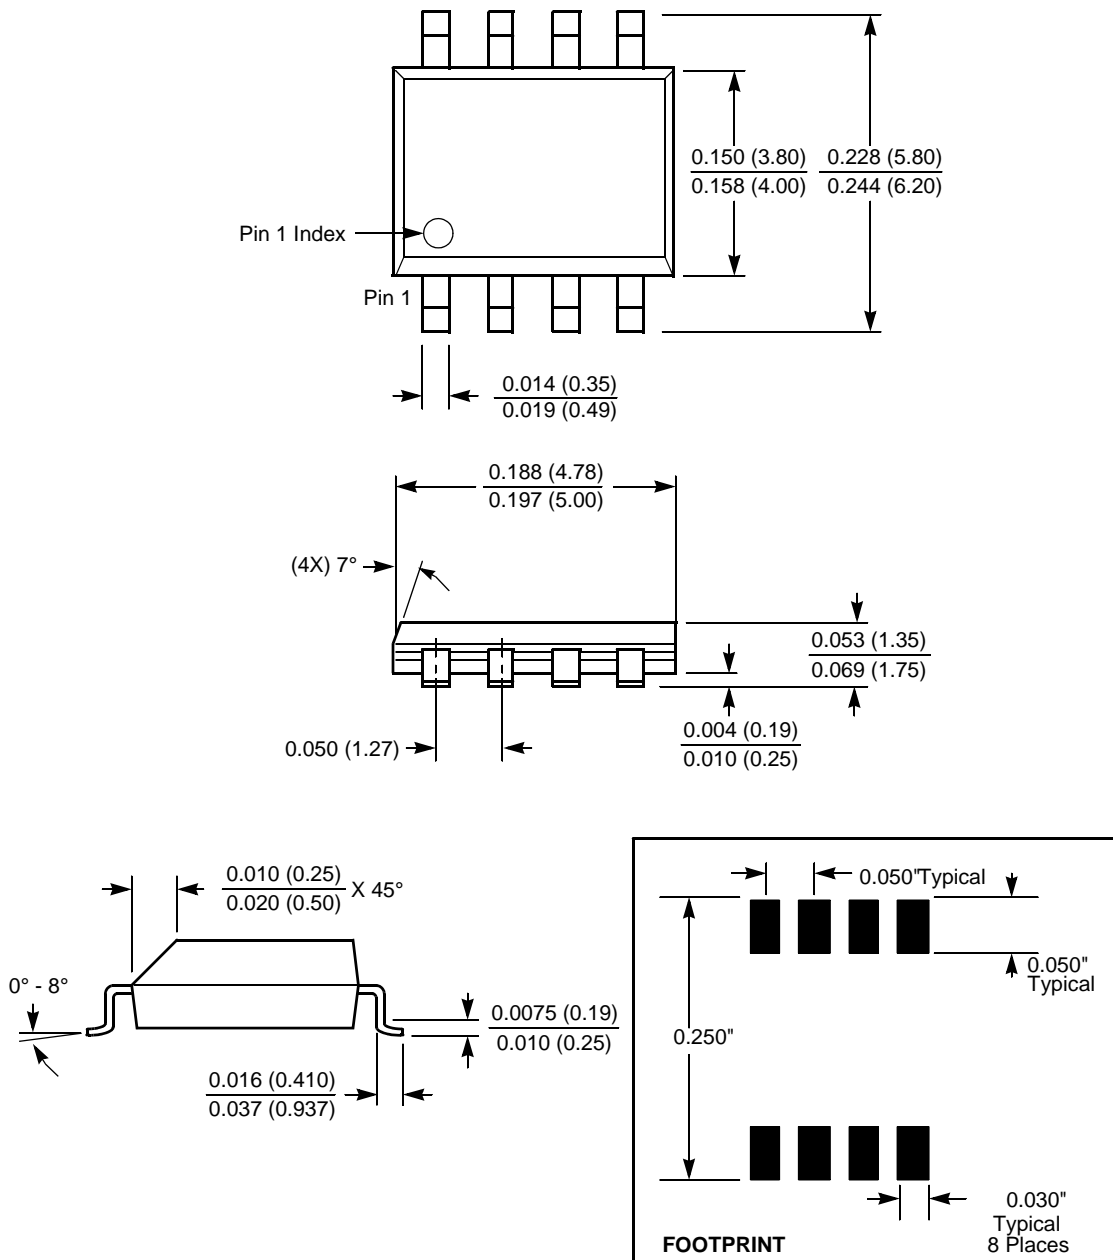 0.150 (3.80)
0.158 (4.00)
0.228 (5.80)
0.244 (6.20)
Pin 1 Index
Pin 1
0.014 (0.35)
0.019 (0.49)
0.188 (4.78)
0.197 (5.00)
(4X) 7°
0.053 (1.35)
0.069 (1.75)
0.004 (0.19)
0.010 (0.25)
0.050 (1.27)
0.010 (0.25)
0.020 (0.50)
X 45°
0° - 8°
0.0075 (0.19)
0.010 (0.25)
0.016 (0.410)
0.037 (0.937)
0.050"Typical
0.050"
Typical
0.250"
0.030"
Typical
8 Places
FOOTPRINT